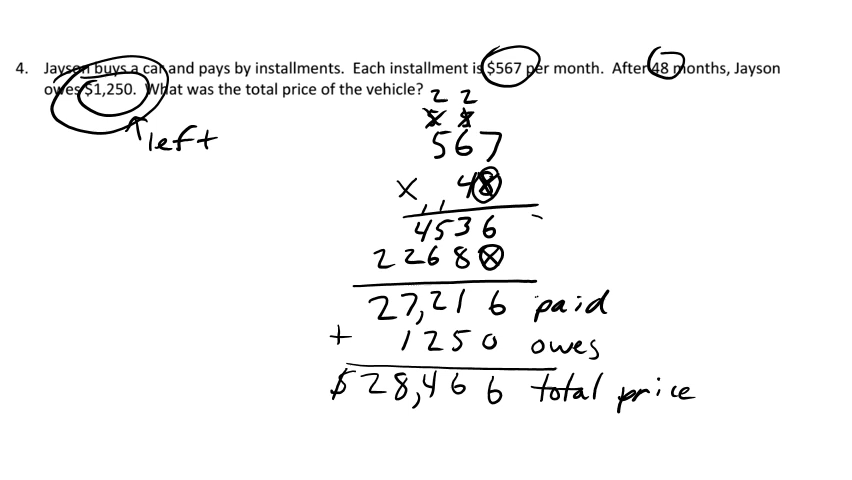 4. Jayson buys a car and pays by installments. Each installment is $567 per month. After 48 months, Jayson
owes $1,250. What was the total price of the vehicle?
left
2 2
567
x 48
4536
2268
27,216 paid
+ 1250 owes
$28,466 total price